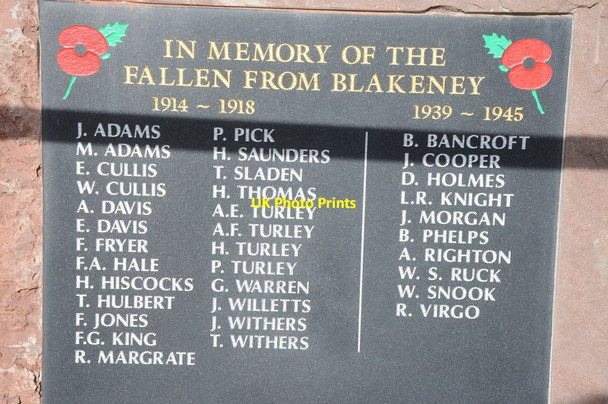 IN MEMORY OF THE
FALLEN FROM BLAKENEY
1914 ~ 1918
J. ADAMS
M. ADAMS
E. CULLIS
W. CULLIS
A. DAVIS
E. DAVIS
F. FRYER
F.A. HALE
H. HISCOCKS
T. HULBERT
F. JONES
F.G. KING
R. MARGRATE
P. PICK
H. SAUNDERS
T. SLADEN
H. THOMAS
A.E. TURLEY
A.F. TURLEY
H. TURLEY
P. TURLEY
G. WARREN
J. WILLETTS
J. WITHERS
T. WITHERS
1939 ~ 1945
B. BANCROFT
J. COOPER
D. HOLMES
L.R. KNIGHT
J. MORGAN
B. PHELPS
A. RIGHTON
W. S. RUCK
W. SNOOK
R. VIRGO
UK Photo Prints